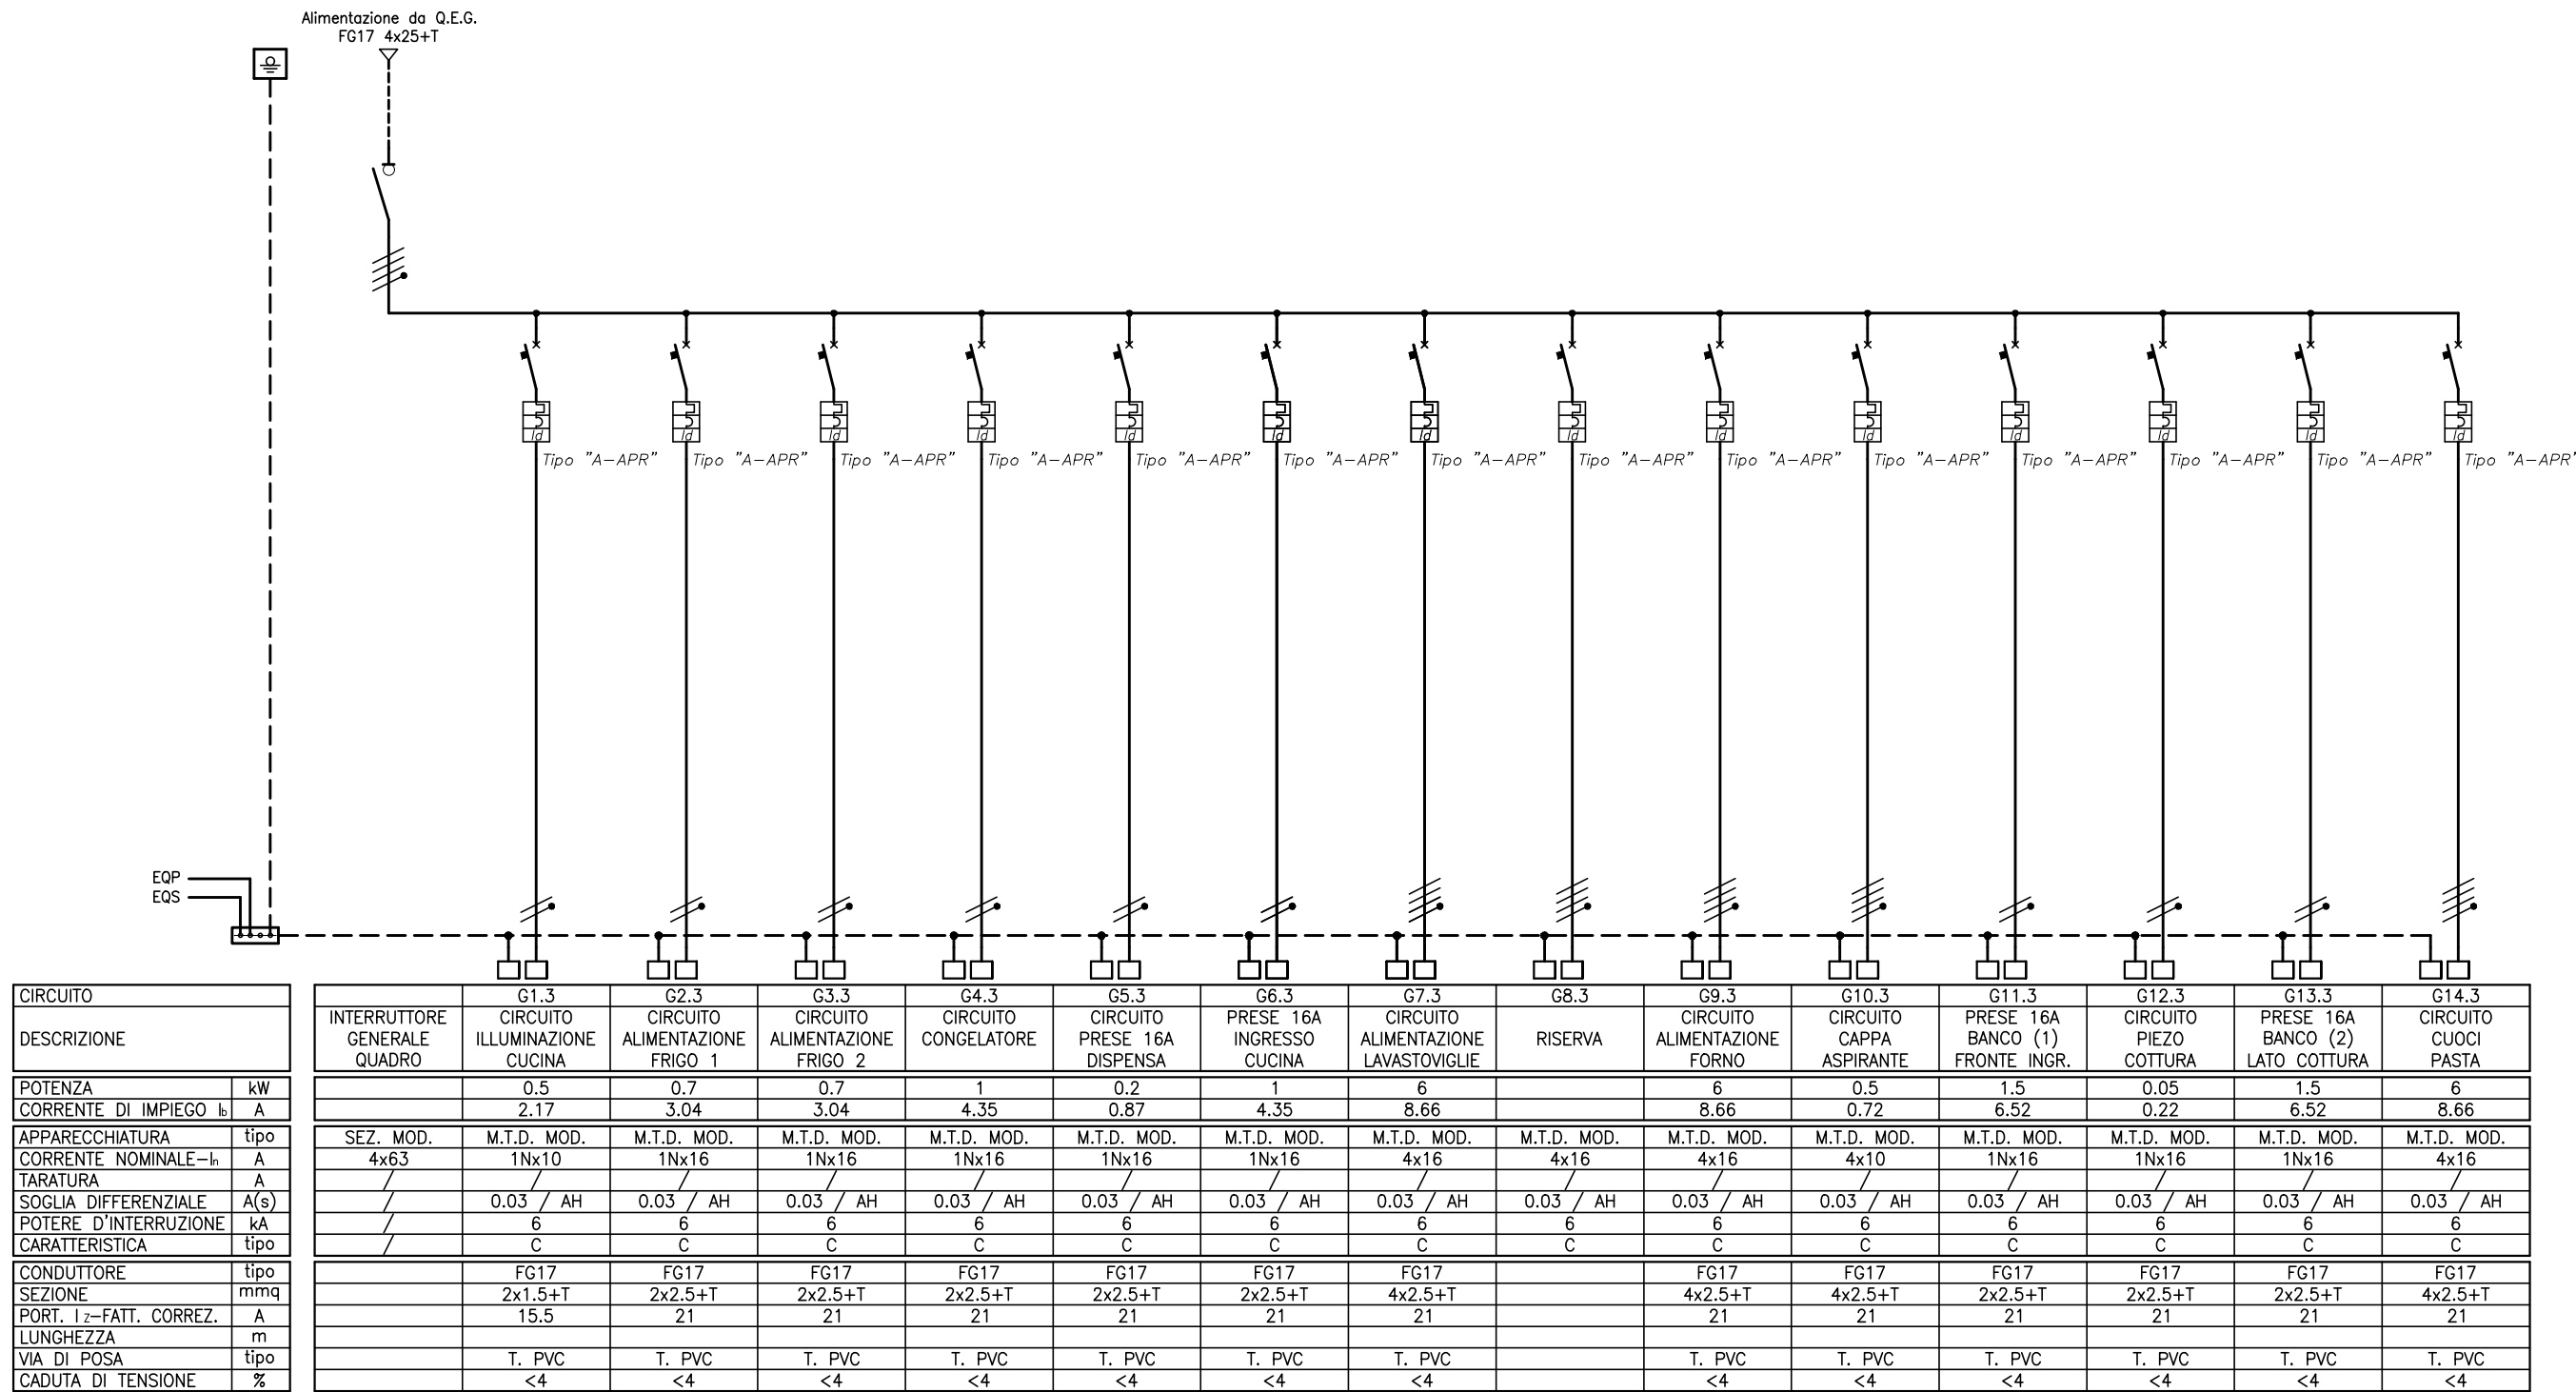 Alimentazione da Q.E.G.
FG17 4x25+T
Id Id Id Id Id Id Id Id Id Id Id Id Id Id
Tipo "A-APR" Tipo "A-APR" Tipo "A-APR" Tipo "A-APR" Tipo "A-APR" Tipo "A-APR" Tipo "A-APR" Tipo "A-APR" Tipo "A-APR" Tipo "A-APR" Tipo "A-APR" Tipo "A-APR" Tipo "A-APR" Tipo "A-APR"
EQP
EQS
CIRCUITO G1.3 G2.3 G3.3 G4.3 G5.3 G6.3 G7.3 G8.3 G9.3 G10.3 G11.3 G12.3 G13.3 G14.3
INTERRUTTORE CIRCUITO CIRCUITO CIRCUITO CIRCUITO CIRCUITO PRESE 16A CIRCUITO CIRCUITO CIRCUITO PRESE 16A CIRCUITO PRESE 16A CIRCUITO
DESCRIZIONE GENERALE ILLUMINAZIONE ALIMENTAZIONE ALIMENTAZIONE CONGELATORE PRESE 16A INGRESSO ALIMENTAZIONE RISERVA ALIMENTAZIONE CAPPA BANCO (1) PIEZO BANCO (2) CUOCI
QUADRO CUCINA FRIGO 1 FRIGO 2 DISPENSA CUCINA LAVASTOVIGLIE FORNO ASPIRANTE FRONTE INGR. COTTURA LATO COTTURA PASTA
POTENZA kW 0.5 0.7 0.7 1 0.2 1 6 6 0.5 1.5 0.05 1.5 6
CORRENTE DI IMPIEGO Ib A 2.17 3.04 3.04 4.35 0.87 4.35 8.66 8.66 0.72 6.52 0.22 6.52 8.66
APPARECCHIATURA tipo SEZ. MOD. M.T.D. MOD. M.T.D. MOD. M.T.D. MOD. M.T.D. MOD. M.T.D. MOD. M.T.D. MOD. M.T.D. MOD. M.T.D. MOD. M.T.D. MOD. M.T.D. MOD. M.T.D. MOD. M.T.D. MOD. M.T.D. MOD. M.T.D. MOD.
CORRENTE NOMINALE-In A 4x63 1Nx10 1Nx16 1Nx16 1Nx16 1Nx16 1Nx16 4x16 4x16 4x16 4x10 1Nx16 1Nx16 1Nx16 4x16
TARATURA A / / / / / / / / / / / / / / /
SOGLIA DIFFERENZIALE A(s) / 0.03 / AH 0.03 / AH 0.03 / AH 0.03 / AH 0.03 / AH 0.03 / AH 0.03 / AH 0.03 / AH 0.03 / AH 0.03 / AH 0.03 / AH 0.03 / AH 0.03 / AH 0.03 / AH
POTERE D'INTERRUZIONE kA / 6 6 6 6 6 6 6 6 6 6 6 6 6 6
CARATTERISTICA tipo / C C C C C C C C C C C C C C
CONDUTTORE tipo FG17 FG17 FG17 FG17 FG17 FG17 FG17 FG17 FG17 FG17 FG17 FG17 FG17
SEZIONE mmq 2x1.5+T 2x2.5+T 2x2.5+T 2x2.5+T 2x2.5+T 2x2.5+T 4x2.5+T 4x2.5+T 4x2.5+T 2x2.5+T 2x2.5+T 2x2.5+T 4x2.5+T
PORT. Iz-FATT. CORREZ. A 15.5 21 21 21 21 21 21 21 21 21 21 21 21
LUNGHEZZA m
VIA DI POSA tipo T. PVC T. PVC T. PVC T. PVC T. PVC T. PVC T. PVC T. PVC T. PVC T. PVC T. PVC T. PVC T. PVC
CADUTA DI TENSIONE % <4 <4 <4 <4 <4 <4 <4 <4 <4 <4 <4 <4 <4